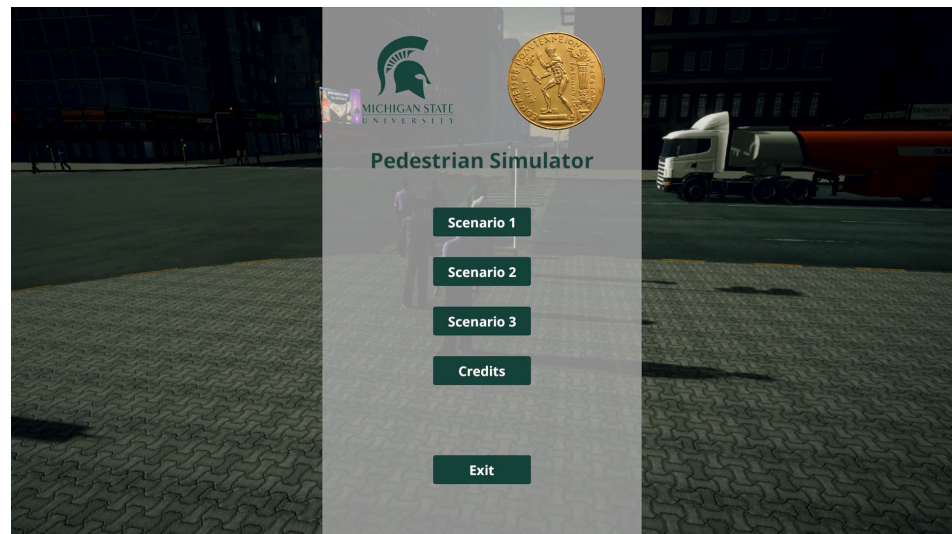 MICHIGAN STATE
UNIVERSITY
Pedestrian Simulator
Scenario 1
Scenario 2
Scenario 3
Credits
Exit